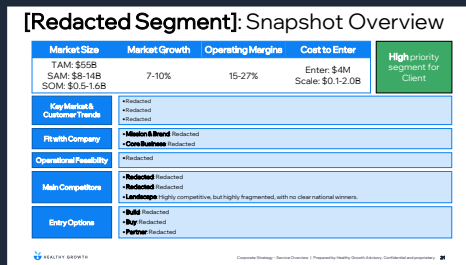 [Redacted Segment]: Snapshot Overview
Market Size Market Growth Operating Margins Cost to Enter
TAM: $55B
SAM: $8-14B
SOM: $0.5-1.6B
7-10%
15-27%
Enter: $4M
Scale: $0.1-2.0B
High priority
segment for
Client
Key Market &
Customer Trends
•Redacted
•Redacted
•Redacted
Fit with Company
•Mission & Brand: Redacted
•Core Business: Redacted
Operational Feasibility
•Redacted
Main Competitors
•Redacted: Redacted
•Redacted: Redacted
•Landscape: Highly competitive, but highly fragmented, with no clear national winners.
Entry Options
•Build: Redacted
•Buy: Redacted
•Partner: Redacted
HEALTHY GROWTH
Corporate Strategy – Service Overview | Prepared by Healthy Growth Advisory. Confidential and proprietary. 21